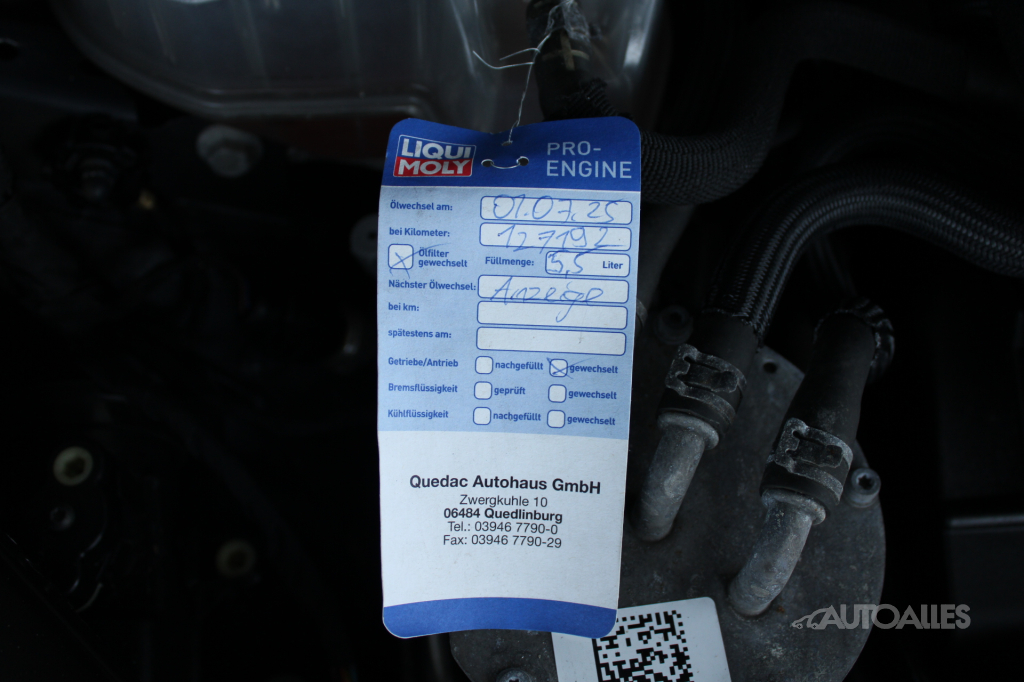 LIQUI
MOLY
PRO-
ENGINE
Ölwechsel am: 01.07.25
bei Kilometer: 127192
Ölfilter
gewechselt
Füllmenge: 5,5 Liter
Nächster Ölwechsel: Anzeige
bei km:
spätestens am:
Getriebe/Antrieb nachgefüllt gewechselt
Bremsflüssigkeit geprüft gewechselt
Kühlflüssigkeit nachgefüllt gewechselt
Quedac Autohaus GmbH
Zwergkuhle 10
06484 Quedlinburg
Tel.: 03946 7790-0
Fax: 03946 7790-29
AUTOALLES